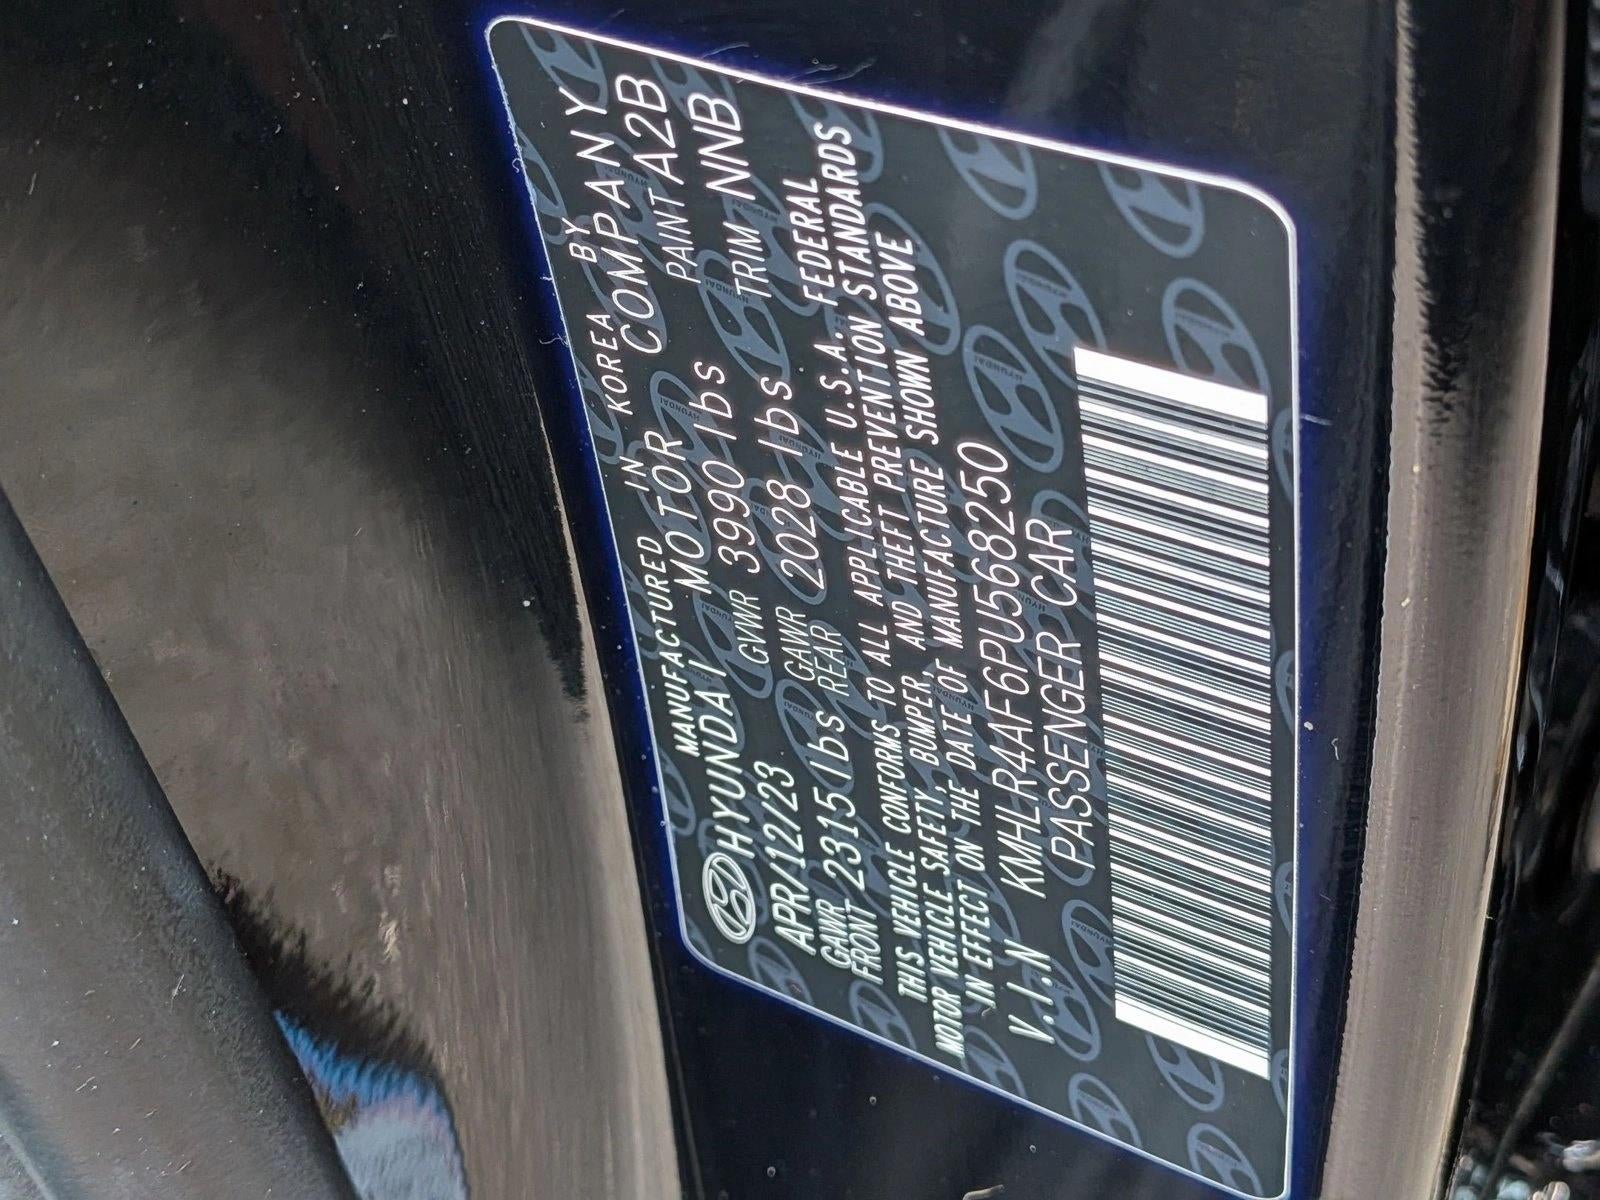 MANUFACTURED IN KOREA BY
HYUNDAI MOTOR COMPANY
APR/12/23 GVWR 3990 lbs PAINT A2B
GAWR FRONT 2315 lbs GAWR REAR 2028 lbs TRIM NNB
THIS VEHICLE CONFORMS TO ALL APPLICABLE U.S.A. FEDERAL
MOTOR VEHICLE SAFETY, BUMPER, AND THEFT PREVENTION STANDARDS
IN EFFECT ON THE DATE OF MANUFACTURE SHOWN ABOVE
V.I.N KMHLR4AF6PU568250
PASSENGER CAR